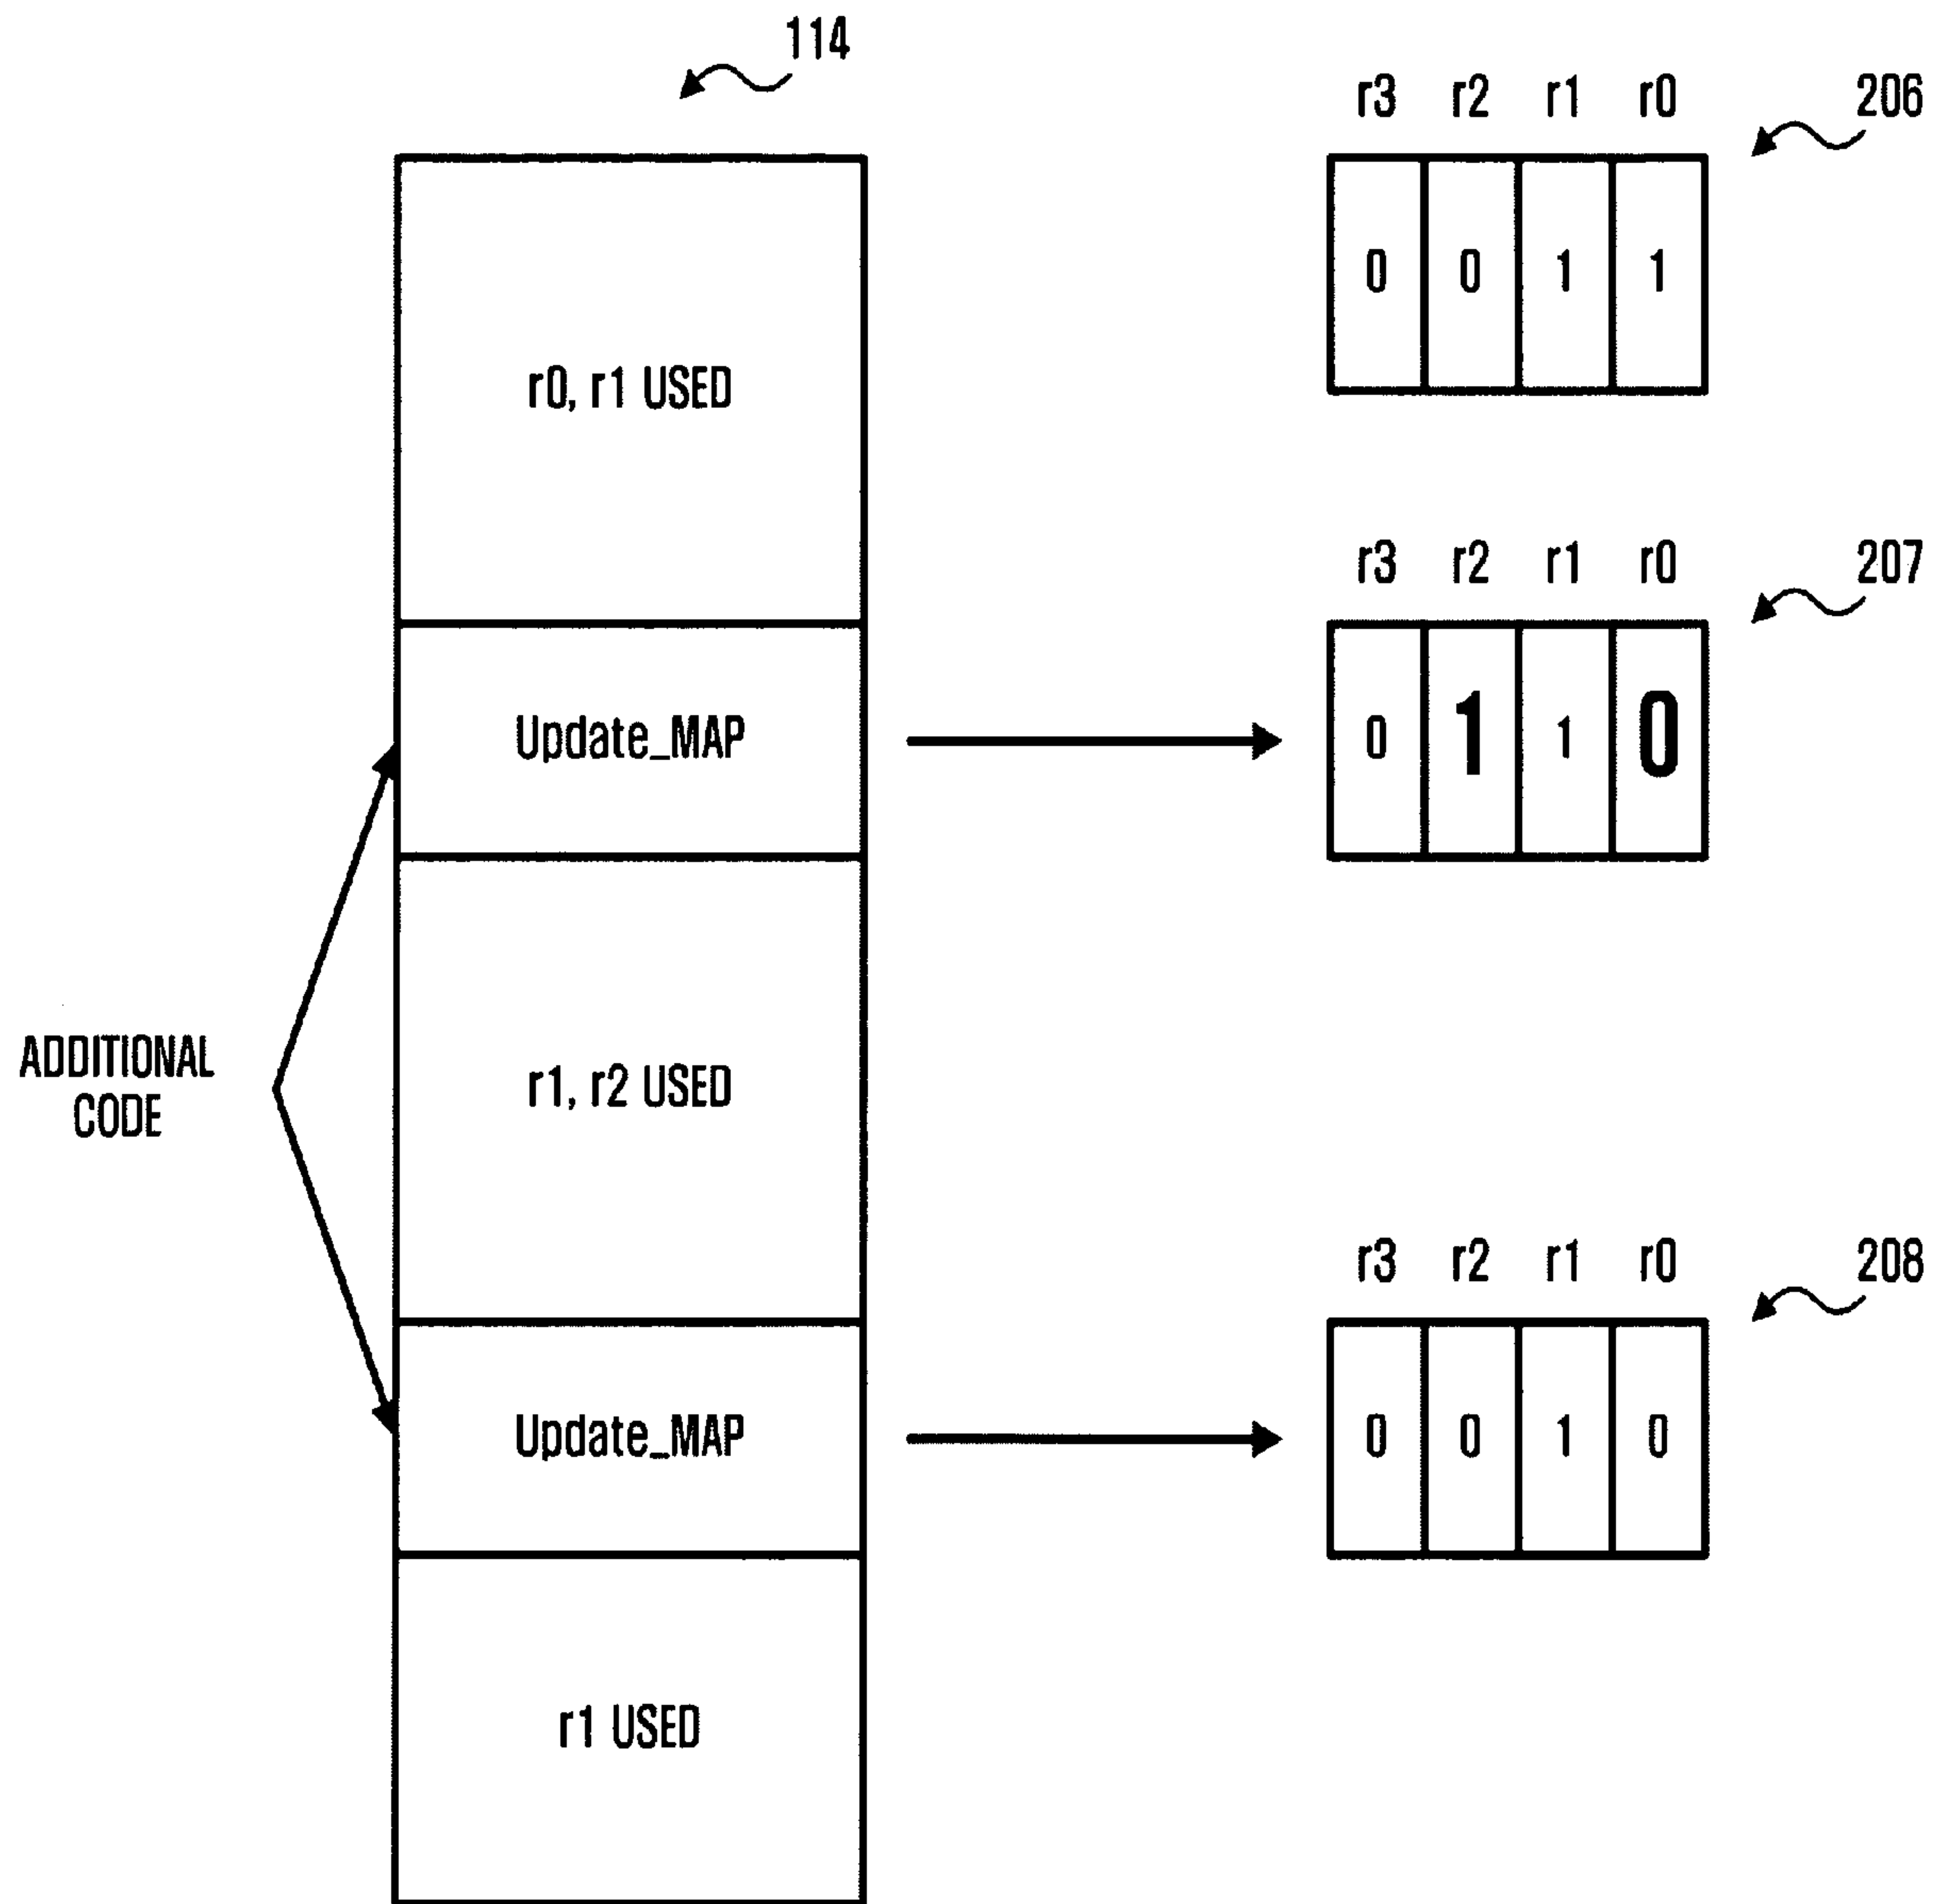 114
r3 r2 r1 r0 206
0 0 1 1
r0, r1 USED
r3 r2 r1 r0 207
Update_MAP 0 1 1 0
ADDITIONAL
CODE
r1, r2 USED
r3 r2 r1 r0 208
Update_MAP 0 0 1 0
r1 USED